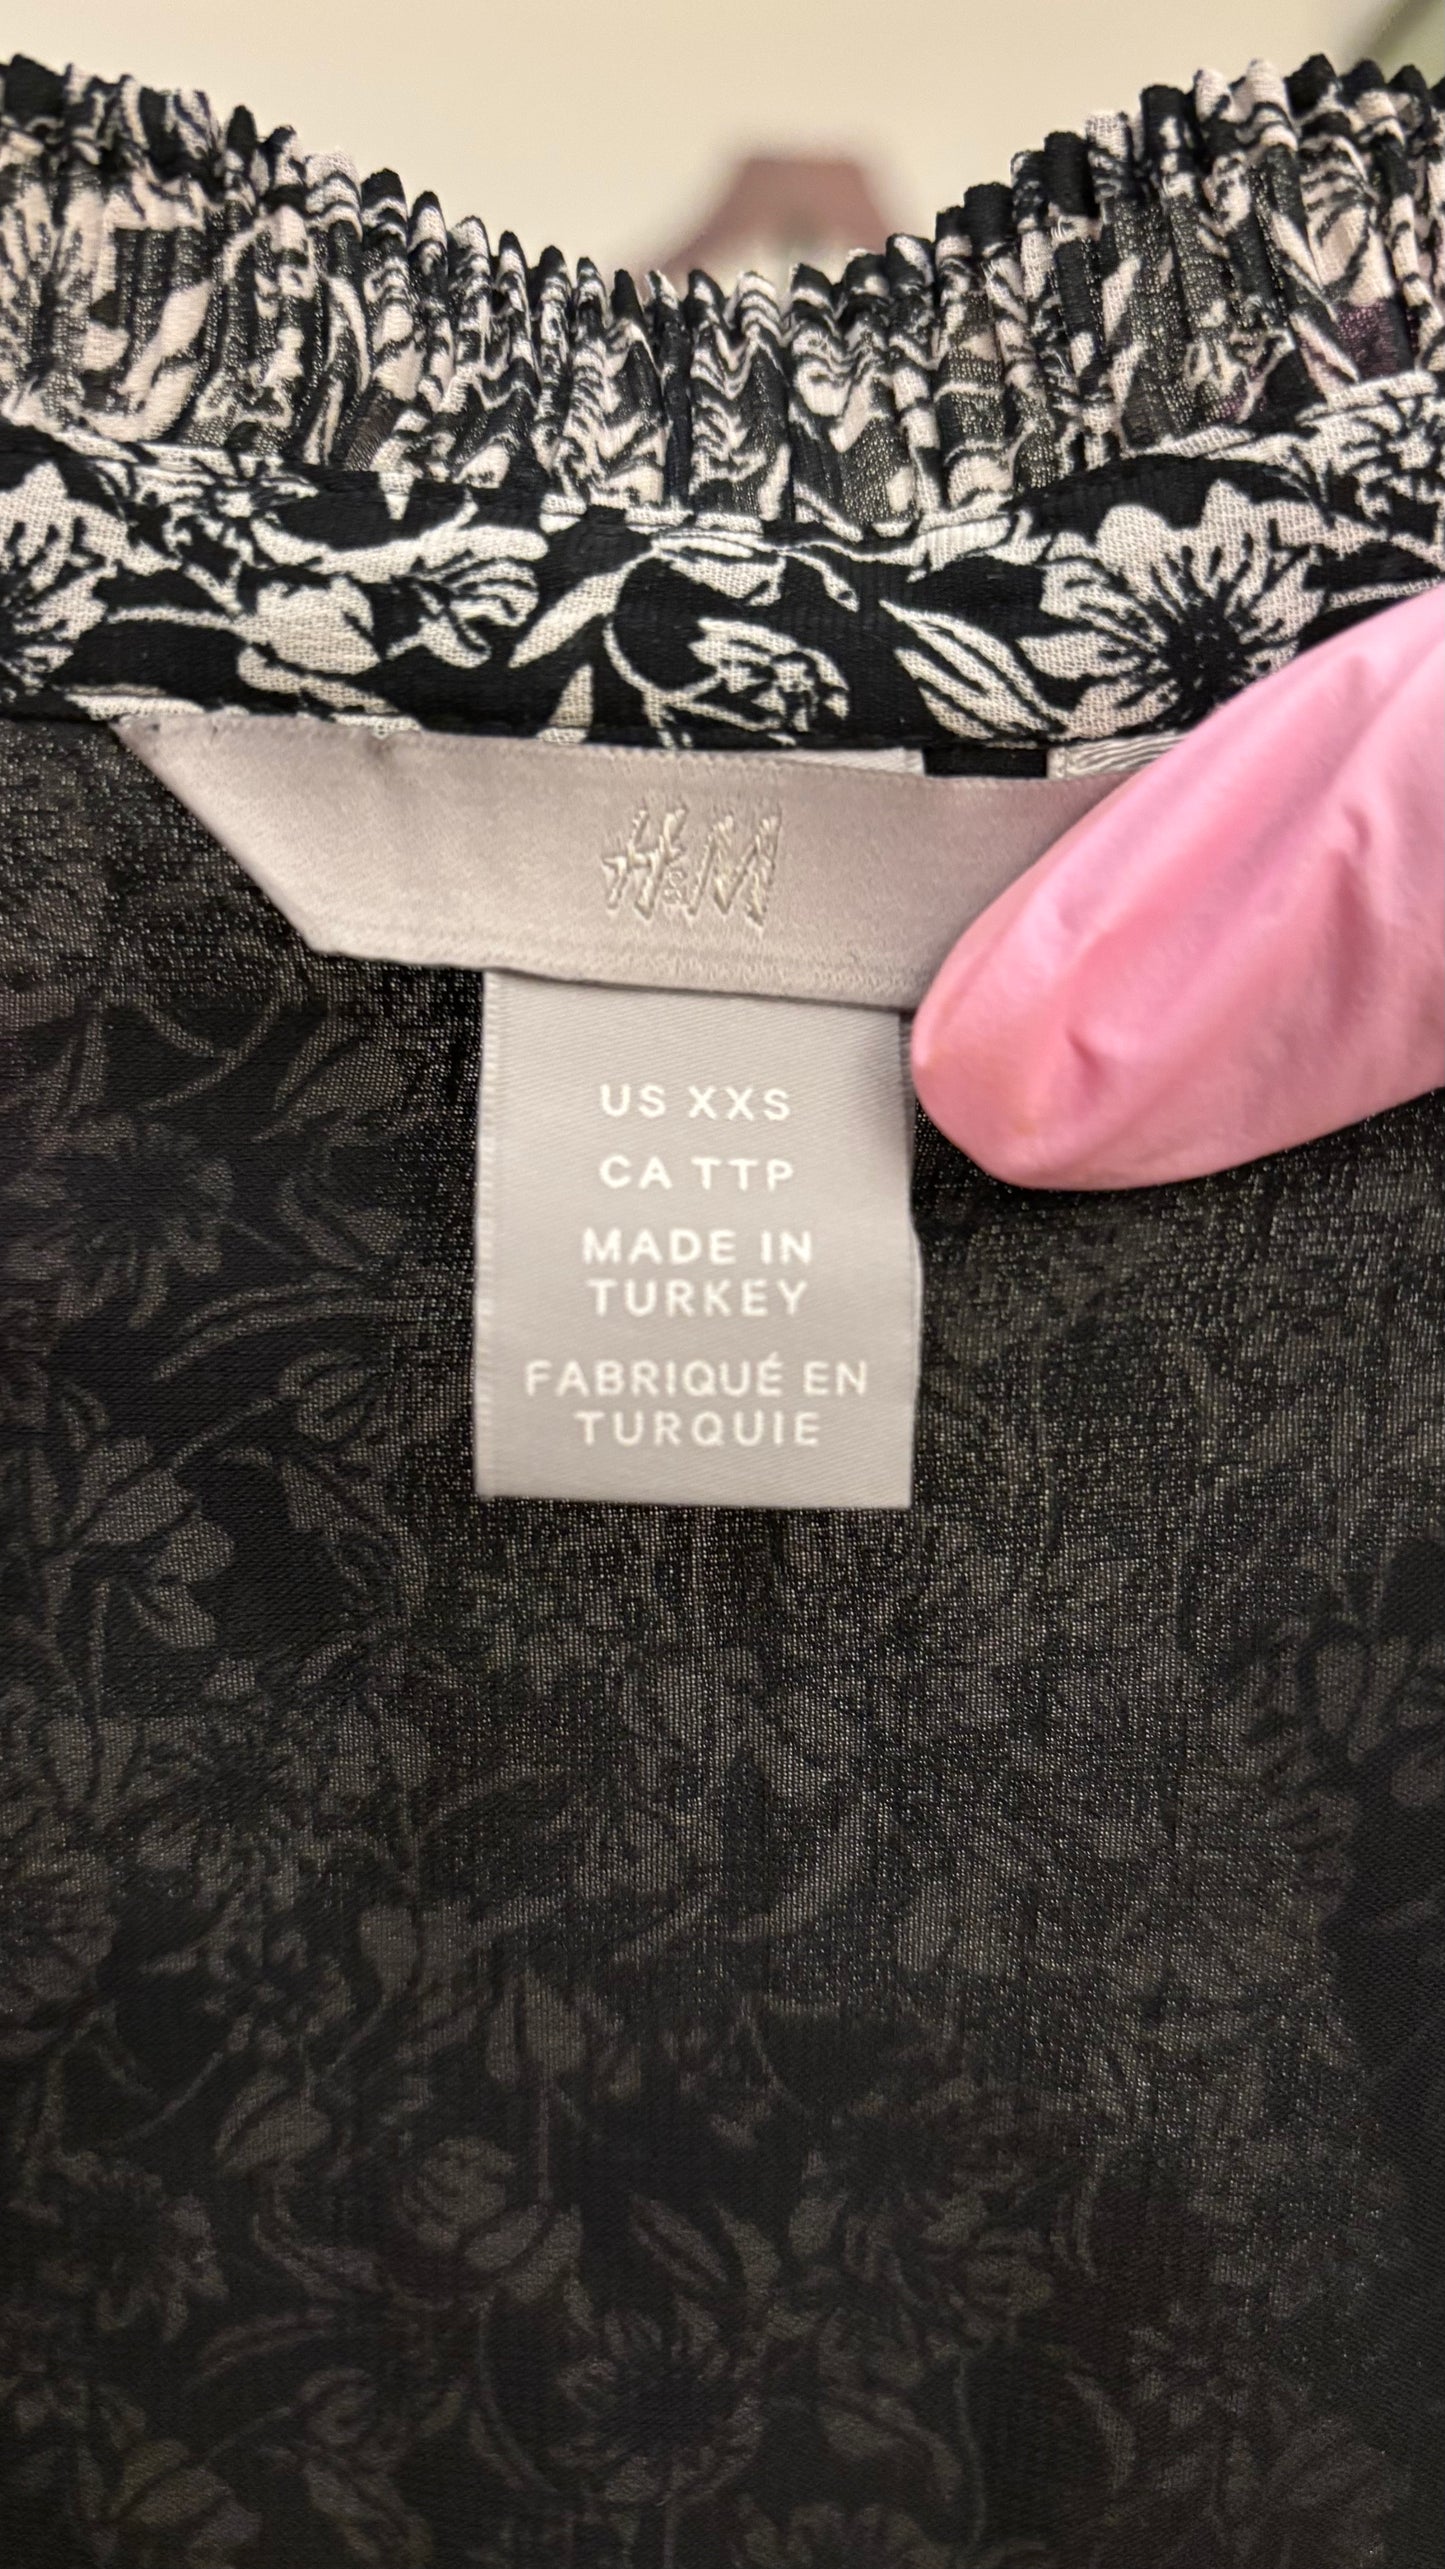 H&M
US XXS
CA TTP
MADE IN
TURKEY
FABRIQUÉ EN
TURQUIE